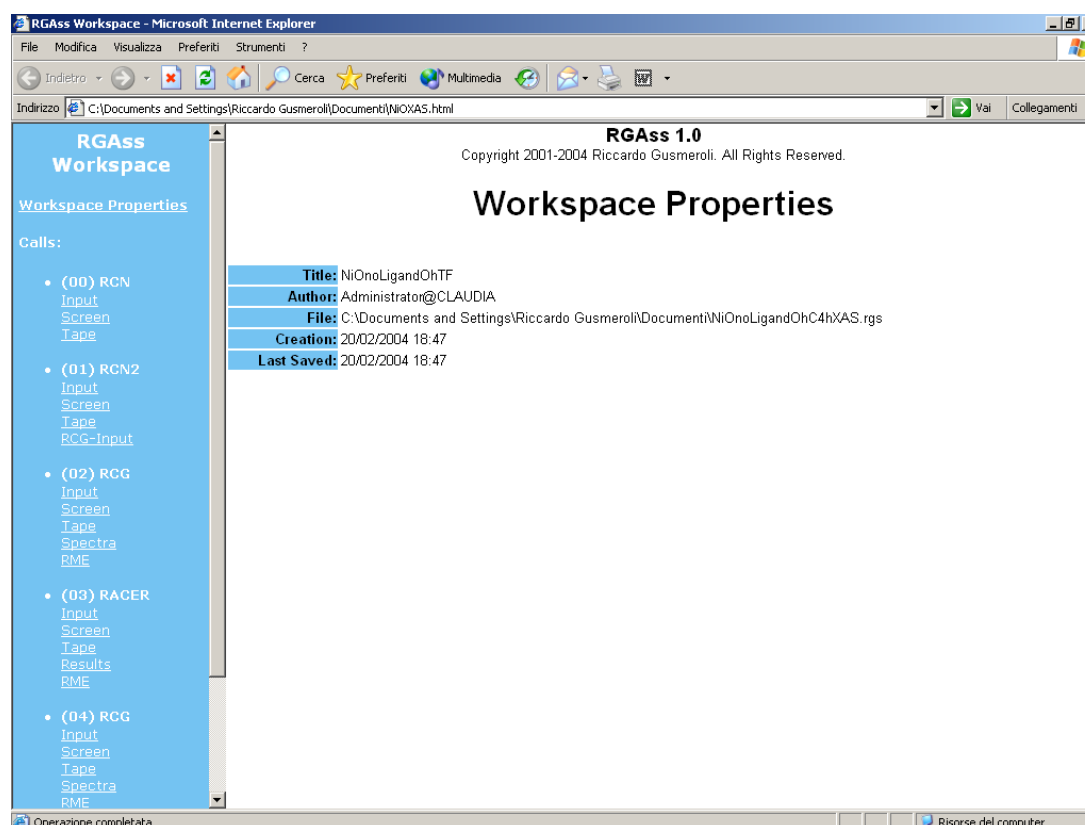 RGAss Workspace - Microsoft Internet Explorer
File Modifica Visualizza Preferiti Strumenti ?
Indietro Cerca Preferiti Multimedia
Indirizzo C:\Documents and Settings\Riccardo Gusmeroli\Documenti\NiOXAS.html Vai Collegamenti
RGAss
Workspace
Workspace Properties
Calls:
(00) RCN
Input
Screen
Tape
(01) RCN2
Input
Screen
Tape
RCG-Input
(02) RCG
Input
Screen
Tape
Spectra
RME
(03) RACER
Input
Screen
Tape
Results
RME
(04) RCG
Input
Screen
Tape
Spectra
RME
RGAss 1.0
Copyright 2001-2004 Riccardo Gusmeroli. All Rights Reserved.
Workspace Properties
Title: NiOnoLigandOhTF
Author: Administrator@CLAUDIA
File: C:\Documents and Settings\Riccardo Gusmeroli\Documenti\NiOnoLigandOhC4hXAS.rgs
Creation: 20/02/2004 18:47
Last Saved: 20/02/2004 18:47
Operazione completata Risorse del computer